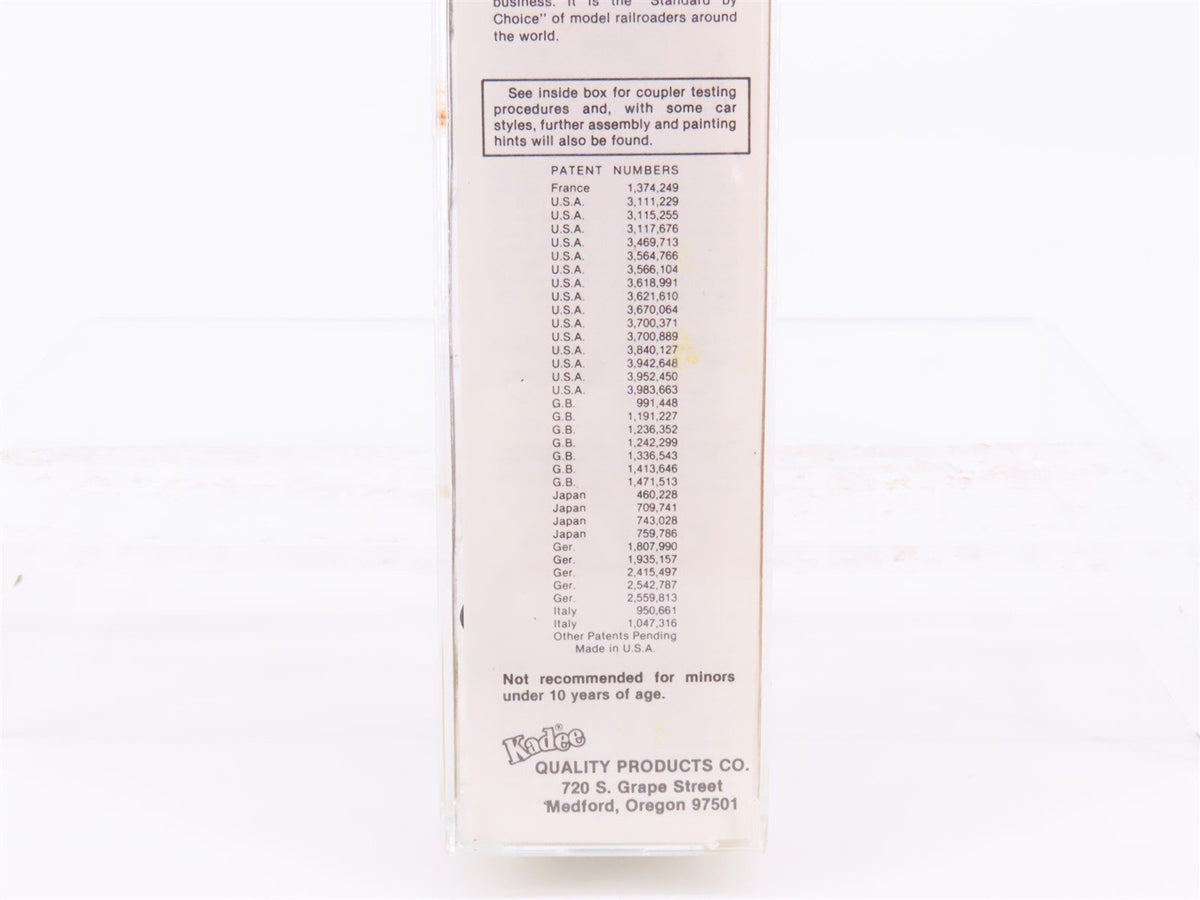 business. It is the "Standard by
Choice" of model railroaders around
the world.
See inside box for coupler testing
procedures and, with some car
styles, further assembly and painting
hints will also be found.
PATENT NUMBERS
France 1,374,249
U.S.A. 3,111,229
U.S.A. 3,115,255
U.S.A. 3,117,676
U.S.A. 3,469,713
U.S.A. 3,564,766
U.S.A. 3,566,104
U.S.A. 3,618,991
U.S.A. 3,621,610
U.S.A. 3,670,064
U.S.A. 3,700,371
U.S.A. 3,700,889
U.S.A. 3,840,127
U.S.A. 3,942,648
U.S.A. 3,952,450
U.S.A. 3,983,663
G.B. 991,448
G.B. 1,191,227
G.B. 1,236,352
G.B. 1,242,299
G.B. 1,336,543
G.B. 1,413,646
G.B. 1,471,513
Japan 460,228
Japan 709,741
Japan 743,028
Japan 759,786
Ger. 1,807,990
Ger. 1,935,157
Ger. 2,415,497
Ger. 2,542,787
Ger. 2,559,813
Italy 950,661
Italy 1,047,316
Other Patents Pending
Made in U.S.A.
Not recommended for minors
under 10 years of age.
Kadee®
QUALITY PRODUCTS CO.
720 S. Grape Street
Medford, Oregon 97501